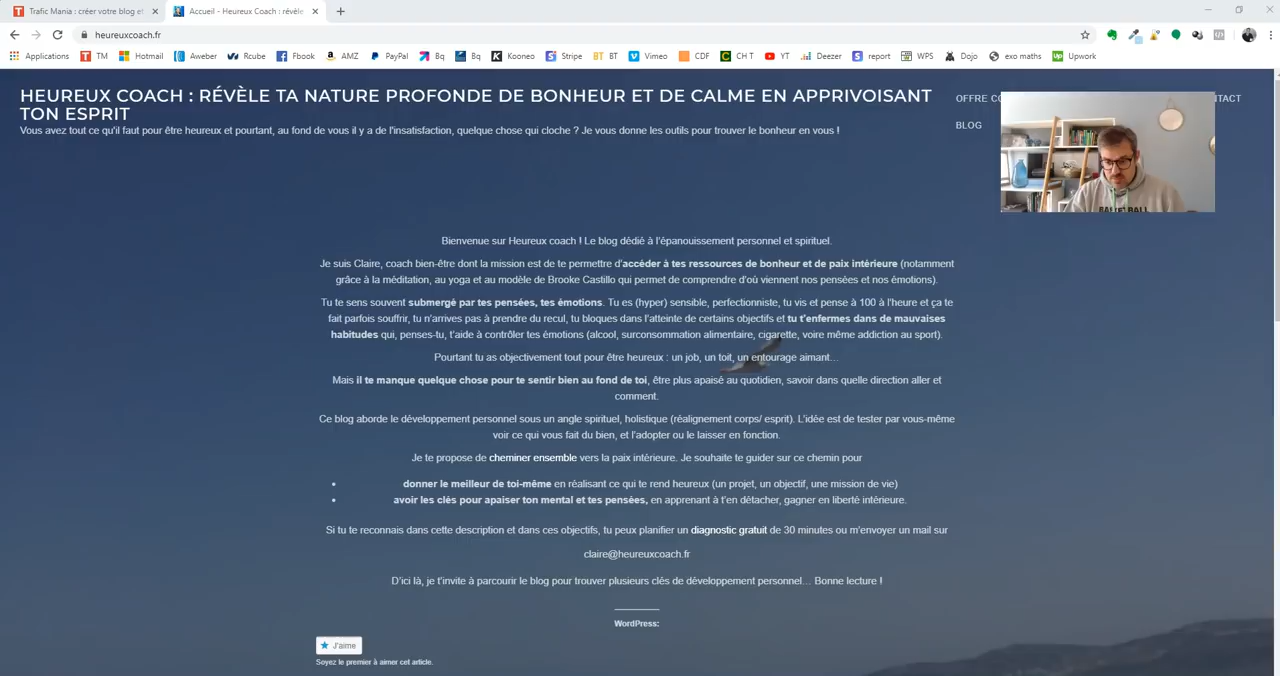 Trafic Mania : créer votre blog et
Accueil - Heureux Coach : révèle
heureuxcoach.fr
Applications TM Hotmail Aweber Rcube Fbook AMZ PayPal Bq Bq Kooneo Stripe BT Vimeo CDF CH T YT Deezer report WPS Dojo exo maths Upwork
HEUREUX COACH : RÉVÈLE TA NATURE PROFONDE DE BONHEUR ET DE CALME EN APPRIVOISANT
TON ESPRIT
Vous avez tout ce qu'il faut pour être heureux et pourtant, au fond de vous il y a de l'insatisfaction, quelque chose qui cloche ? Je vous donne les outils pour trouver le bonheur en vous !
OFFRE
BLOG
Bienvenue sur Heureux coach ! Le blog dédié à l'épanouissement personnel et spirituel.
Je suis Claire, coach bien-être dont la mission est de te permettre d'accéder à tes ressources de bonheur et de paix intérieure (notamment
grâce à la méditation, au yoga et au modèle de Brooke Castillo qui permet de comprendre d'où viennent nos pensées et nos émotions).
Tu te sens souvent submergé par tes pensées, tes émotions. Tu es (hyper) sensible, perfectionniste, tu vis et pense à 100 à l'heure et ça te
fait parfois souffrir, tu n'arrives pas à prendre du recul, tu bloques dans l'atteinte de certains objectifs et tu t'enfermes dans de mauvaises
habitudes qui, penses-tu, t'aide à contrôler tes émotions (alcool, surconsommation alimentaire, cigarette, voire même addiction au sport).
Pourtant tu as objectivement tout pour être heureux : un job, un toit, un entourage aimant…
Mais il te manque quelque chose pour te sentir bien au fond de toi, être plus apaisé au quotidien, savoir dans quelle direction aller et
comment.
Ce blog aborde le développement personnel sous un angle spirituel, holistique (réalignement corps/ esprit). L'idée est de tester par vous-même
voir ce qui vous fait du bien, et l'adopter ou le laisser en fonction.
Je te propose de cheminer ensemble vers la paix intérieure. Je souhaite te guider sur ce chemin pour
donner le meilleur de toi-même en réalisant ce qui te rend heureux (un projet, un objectif, une mission de vie)
avoir les clés pour apaiser ton mental et tes pensées, en apprenant à t'en détacher, gagner en liberté intérieure.
Si tu te reconnais dans cette description et dans ces objectifs, tu peux planifier un diagnostic gratuit de 30 minutes ou m'envoyer un mail sur
claire@heureuxcoach.fr
D'ici là, je t'invite à parcourir le blog pour trouver plusieurs clés de développement personnel… Bonne lecture !
WordPress:
J'aime
Soyez le premier à aimer cet article.